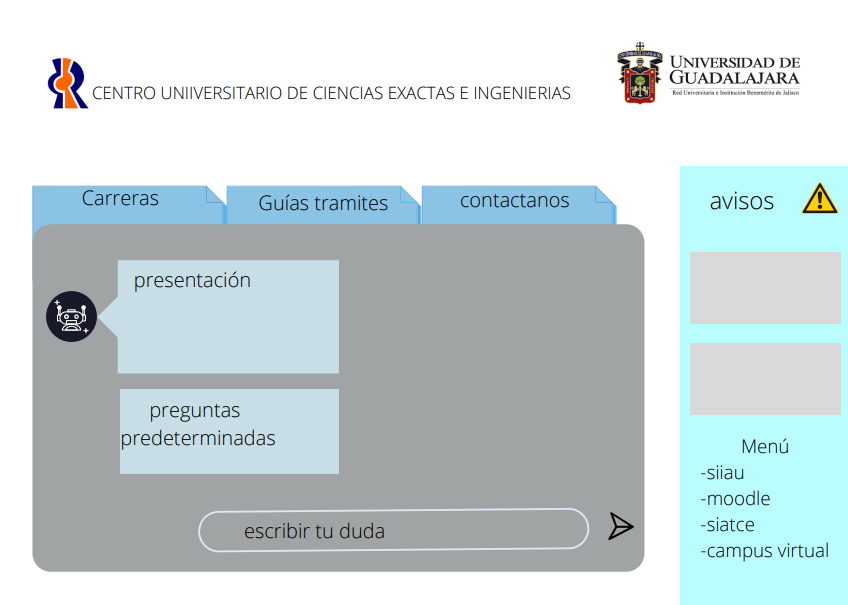 CENTRO UNIIVERSITARIO DE CIENCIAS EXACTAS E INGENIERIAS
UNIVERSIDAD DE
GUADALAJARA
Red Universitaria e Institución Benemérita de Jalisco
Carreras
Guías tramites
contactanos
avisos
presentación
preguntas
predeterminadas
escribir tu duda
Menú
-siiau
-moodle
-siatce
-campus virtual